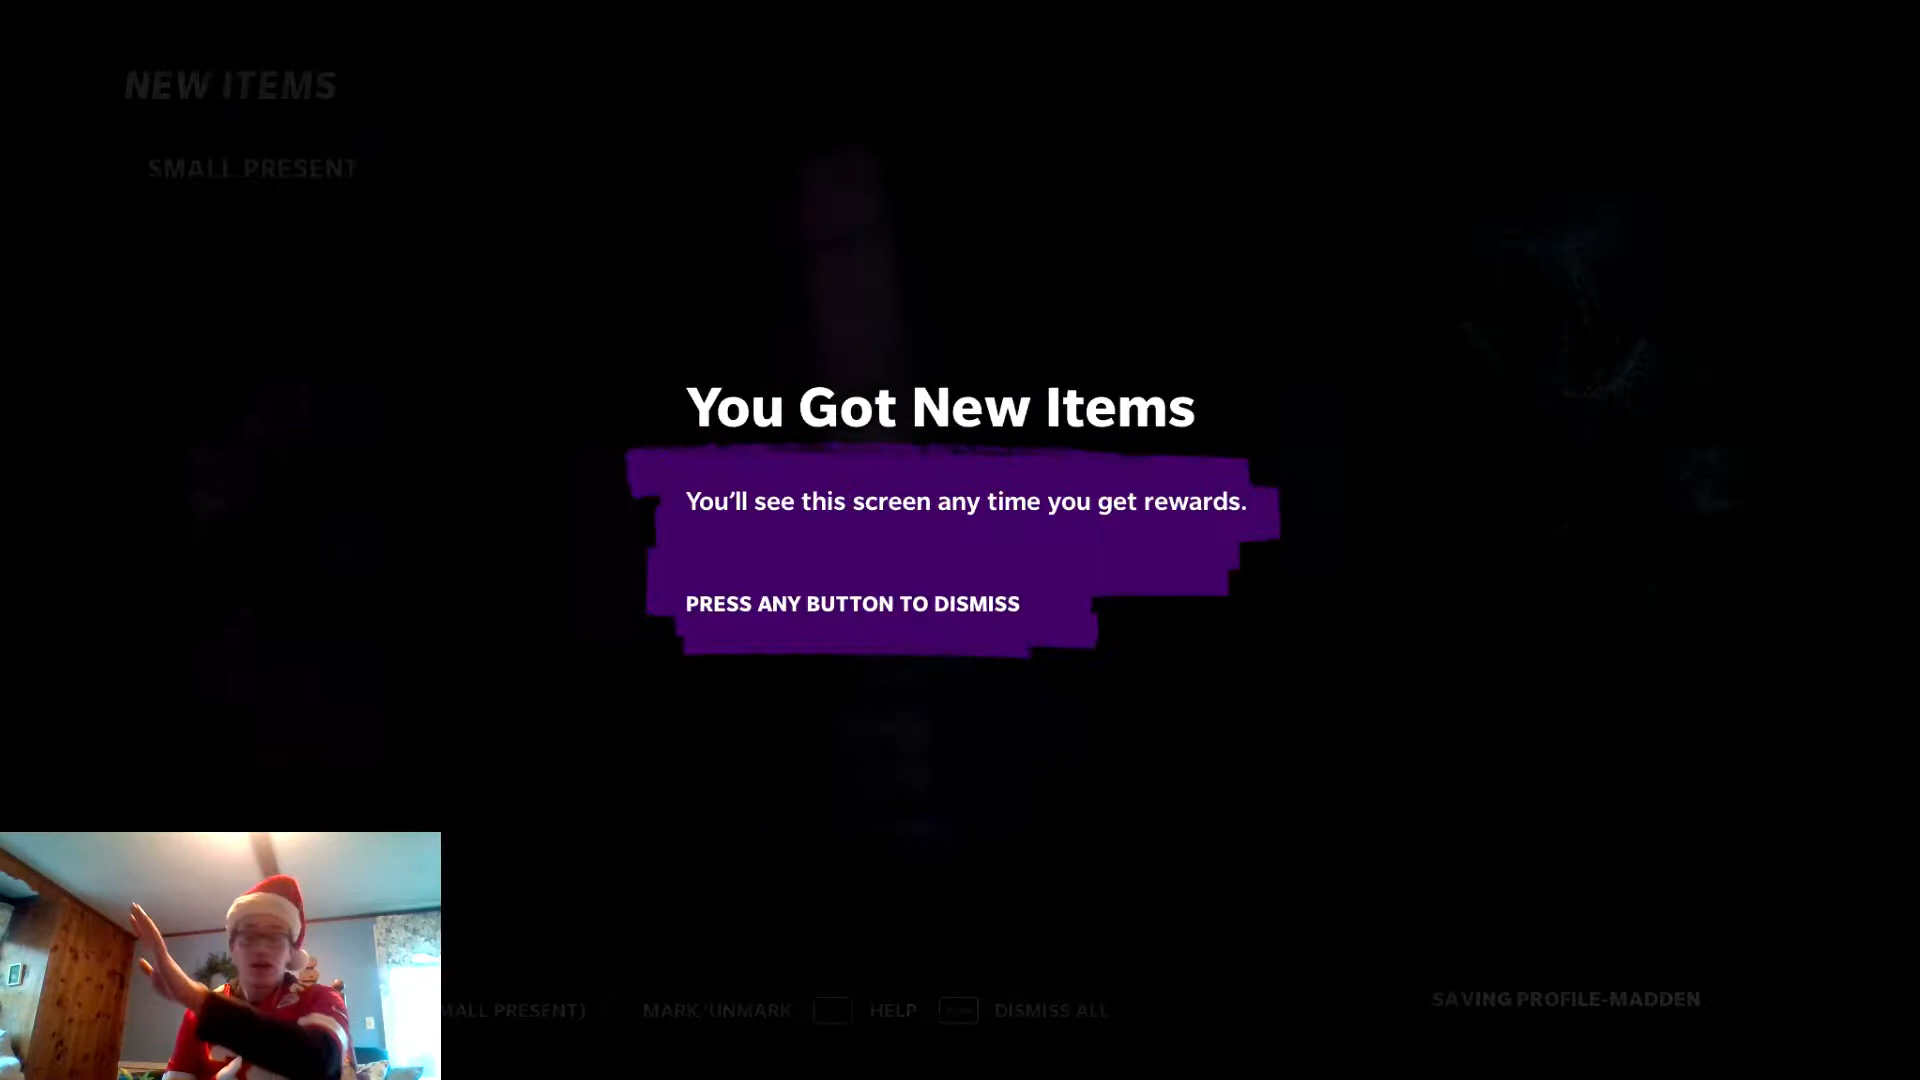 NEW ITEMS
SMALL PRESENT
You Got New Items
You'll see this screen any time you get rewards.
PRESS ANY BUTTON TO DISMISS
MALL PRESENT)
MARK/UNMARK
HELP
DISMISS ALL
SAVING PROFILE-MADDEN